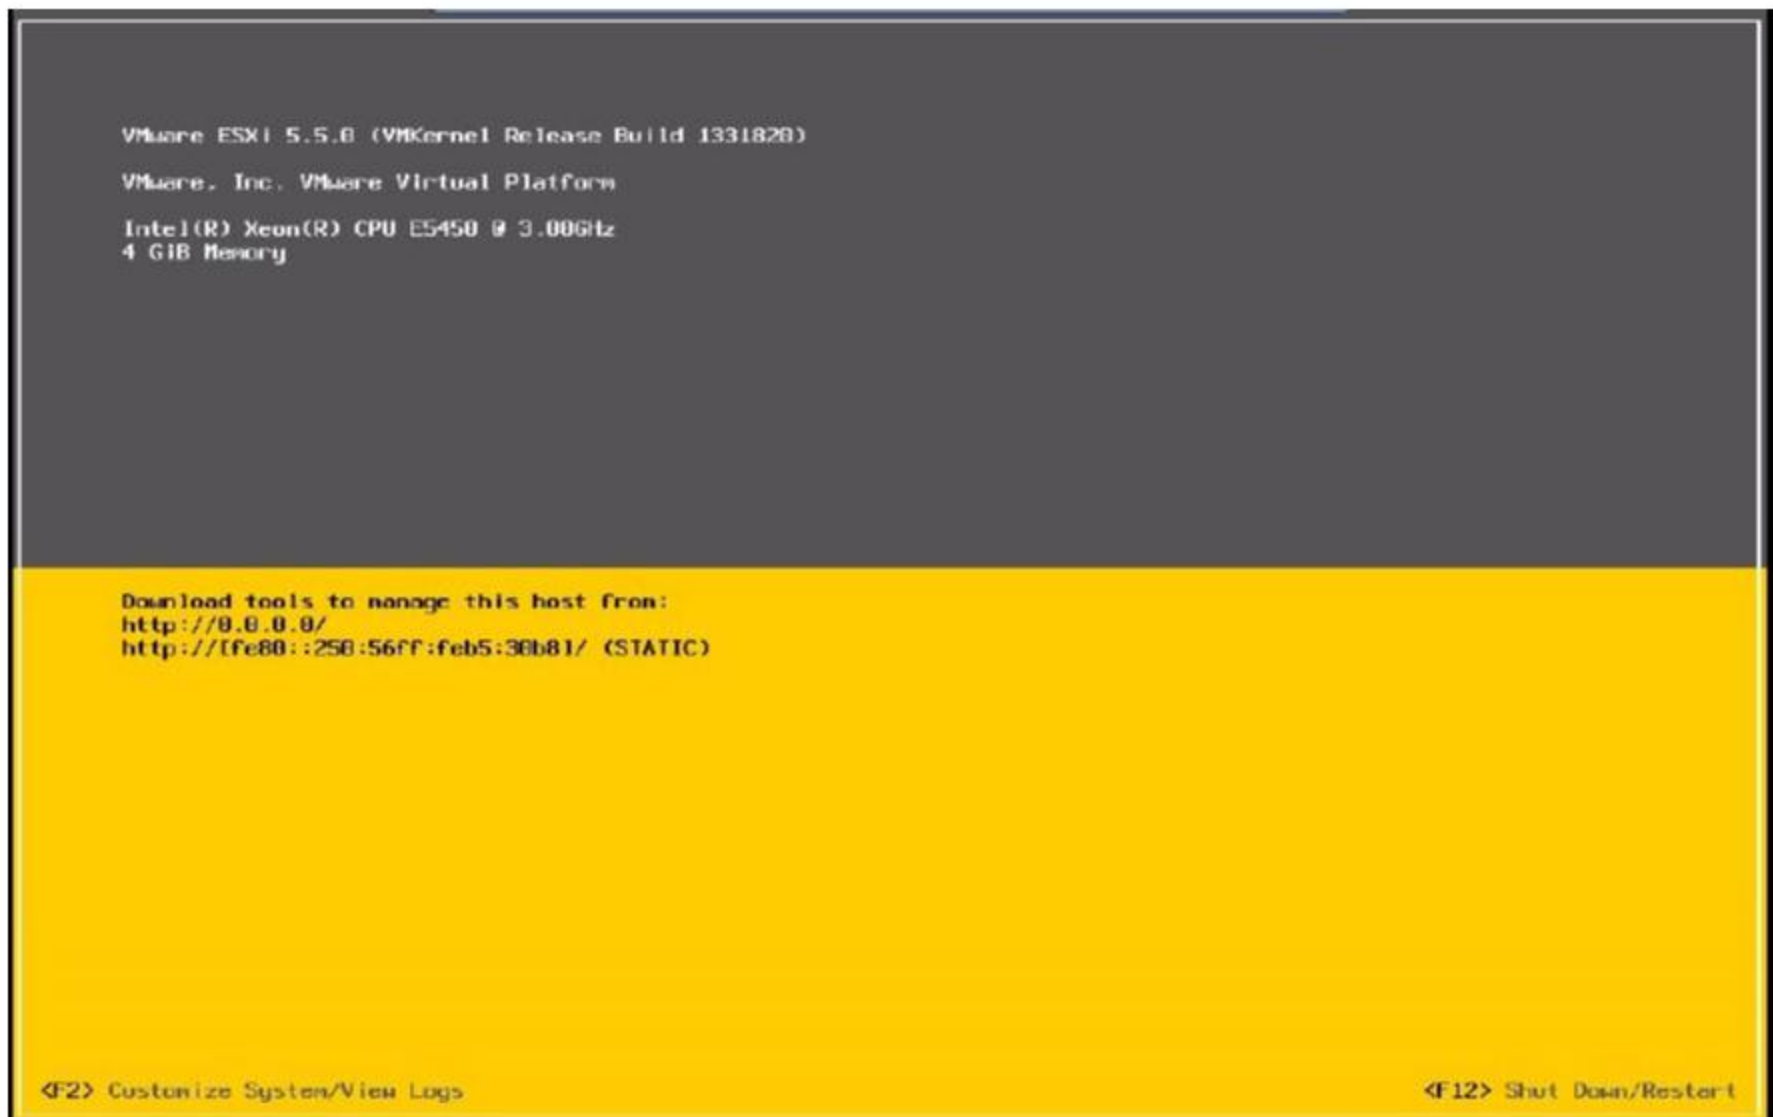 VMware ESXi 5.5.0 (VMKernel Release Build 1331820)
VMware, Inc. VMware Virtual Platform
Intel(R) Xeon(R) CPU E5450 @ 3.00GHz
4 GiB Memory
Download tools to manage this host from:
http://0.0.0.0/
http://[fe80::250:56ff:feb5:30b8]/ (STATIC)
<F2> Customize System/View Logs
<F12> Shut Down/Restart